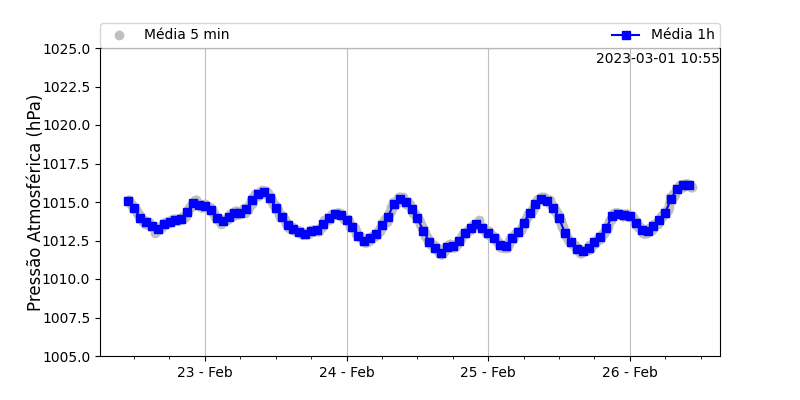 Média 5 min
Média 1h
2023-03-01 10:55
Pressão Atmosférica (hPa)
1025.0
1022.5
1020.0
1017.5
1015.0
1012.5
1010.0
1007.5
1005.0
23 - Feb
24 - Feb
25 - Feb
26 - Feb